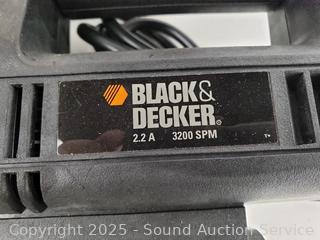 BLACK&
DECKER®
2.2 A 3200 SPM
Copyright © 2025 - Sound Auction Service